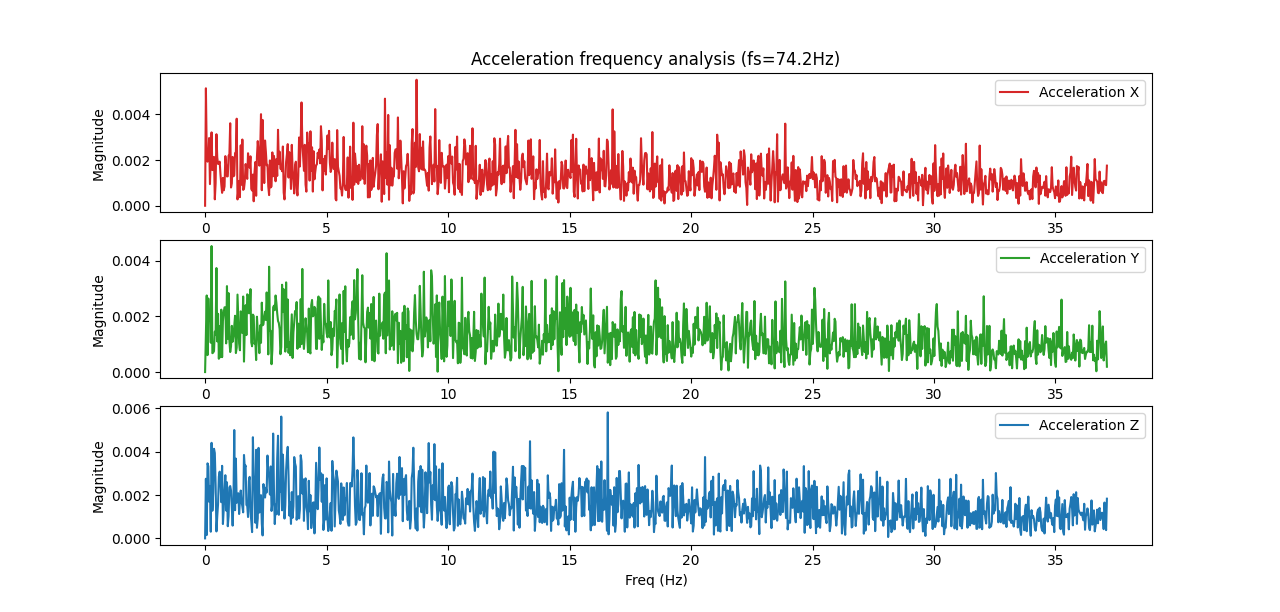 Acceleration frequency analysis (fs=74.2Hz)
Acceleration X
Magnitude
0.004
0.002
0.000
0 5 10 15 20 25 30 35
Acceleration Y
Magnitude
0.004
0.002
0.000
0 5 10 15 20 25 30 35
Acceleration Z
Magnitude
0.006
0.004
0.002
0.000
0 5 10 15 20 25 30 35
Freq (Hz)